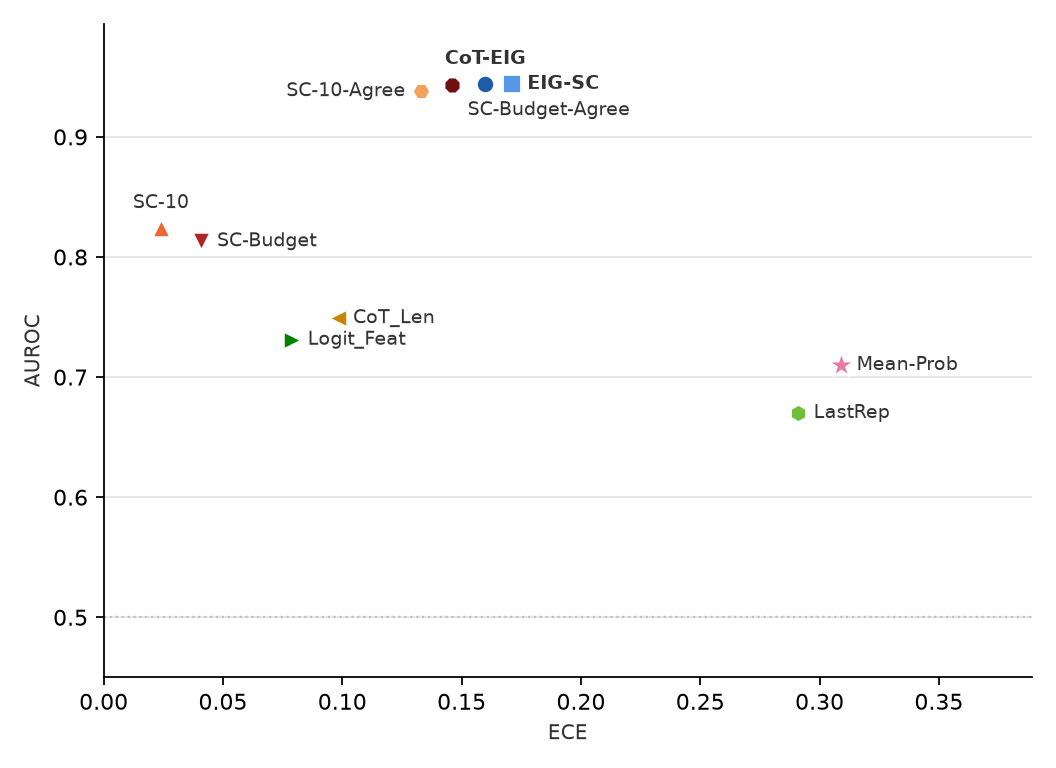 CoT-EIG
EIG-SC
SC-10-Agree
SC-Budget-Agree
0.9
SC-10
SC-Budget
0.8
CoT_Len
Logit_Feat
Mean-Prob
0.7
LastRep
AUROC
0.6
0.5
0.00 0.05 0.10 0.15 0.20 0.25 0.30 0.35
ECE